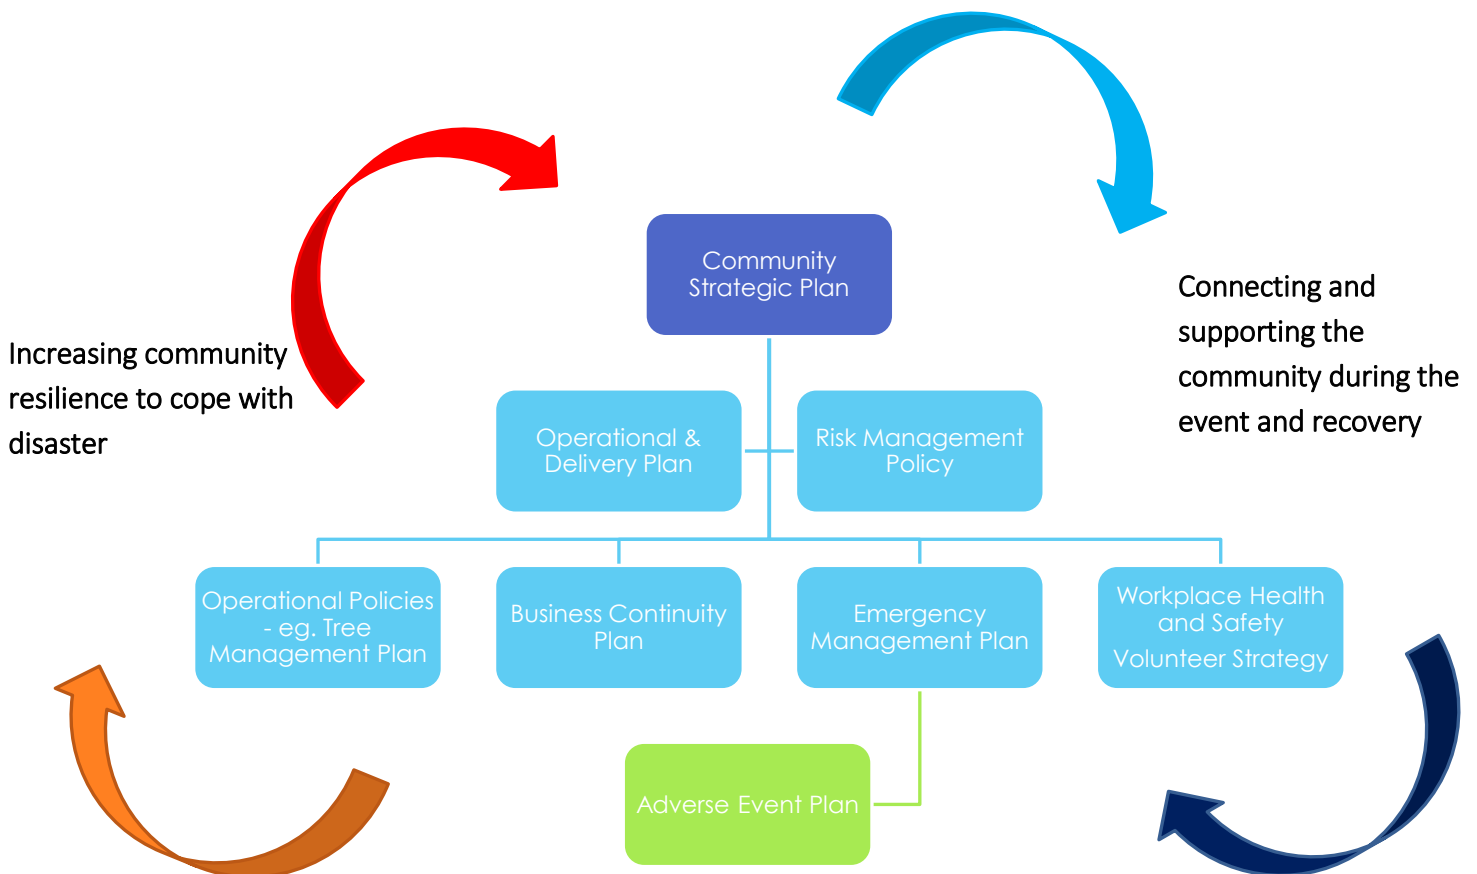 Community
Strategic Plan
Increasing community
resilience to cope with
disaster
Connecting and
supporting the
community during the
event and recovery
Operational &
Delivery Plan
Risk Management
Policy
Operational Policies
- eg. Tree
Management Plan
Business Continuity
Plan
Emergency
Management Plan
Workplace Health
and Safety
Volunteer Strategy
Adverse Event Plan